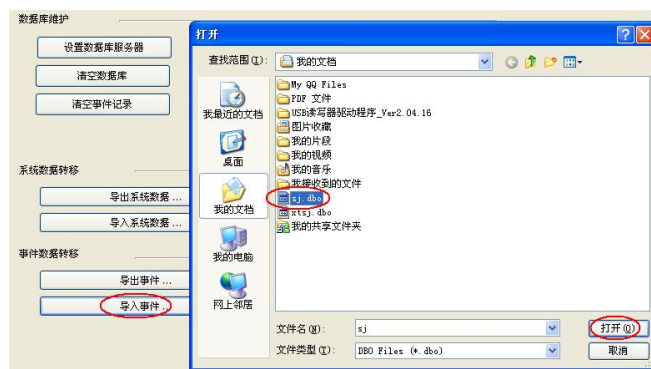 数据库维护
设置数据库服务器
清空数据库
清空事件记录
系统数据转移
导出系统数据 ...
导入系统数据 ...
事件数据转移
导出事件 ...
导入事件 ...
打开
查找范围(I):
我的文档
我最近的文档
桌面
我的文档
我的电脑
网上邻居
My QQ Files
PDF 文件
USB读写器驱动程序_Ver2.04.16
图片收藏
我的片段
我的视频
我的音乐
我接收到的文件
sj.dbo
xtsj.dbo
我的共享文件夹
文件名(N):
sj
打开(O)
文件类型(T):
DBO Files (*.dbo)
取消